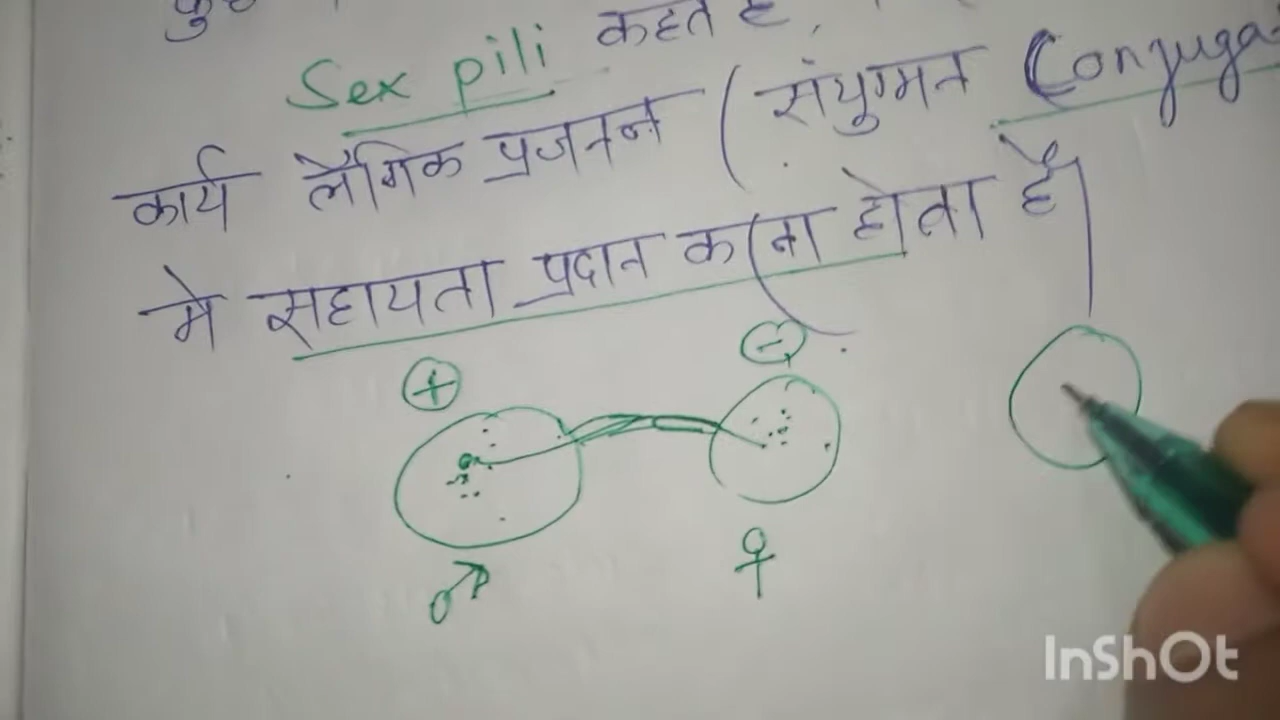 Sex pili कहते है,
कार्य लैंगिक प्रजनन ( संयुग्मन Conjuga
मे सहायता प्रदान करना होता है।
+
-
♂
♀
InShOt